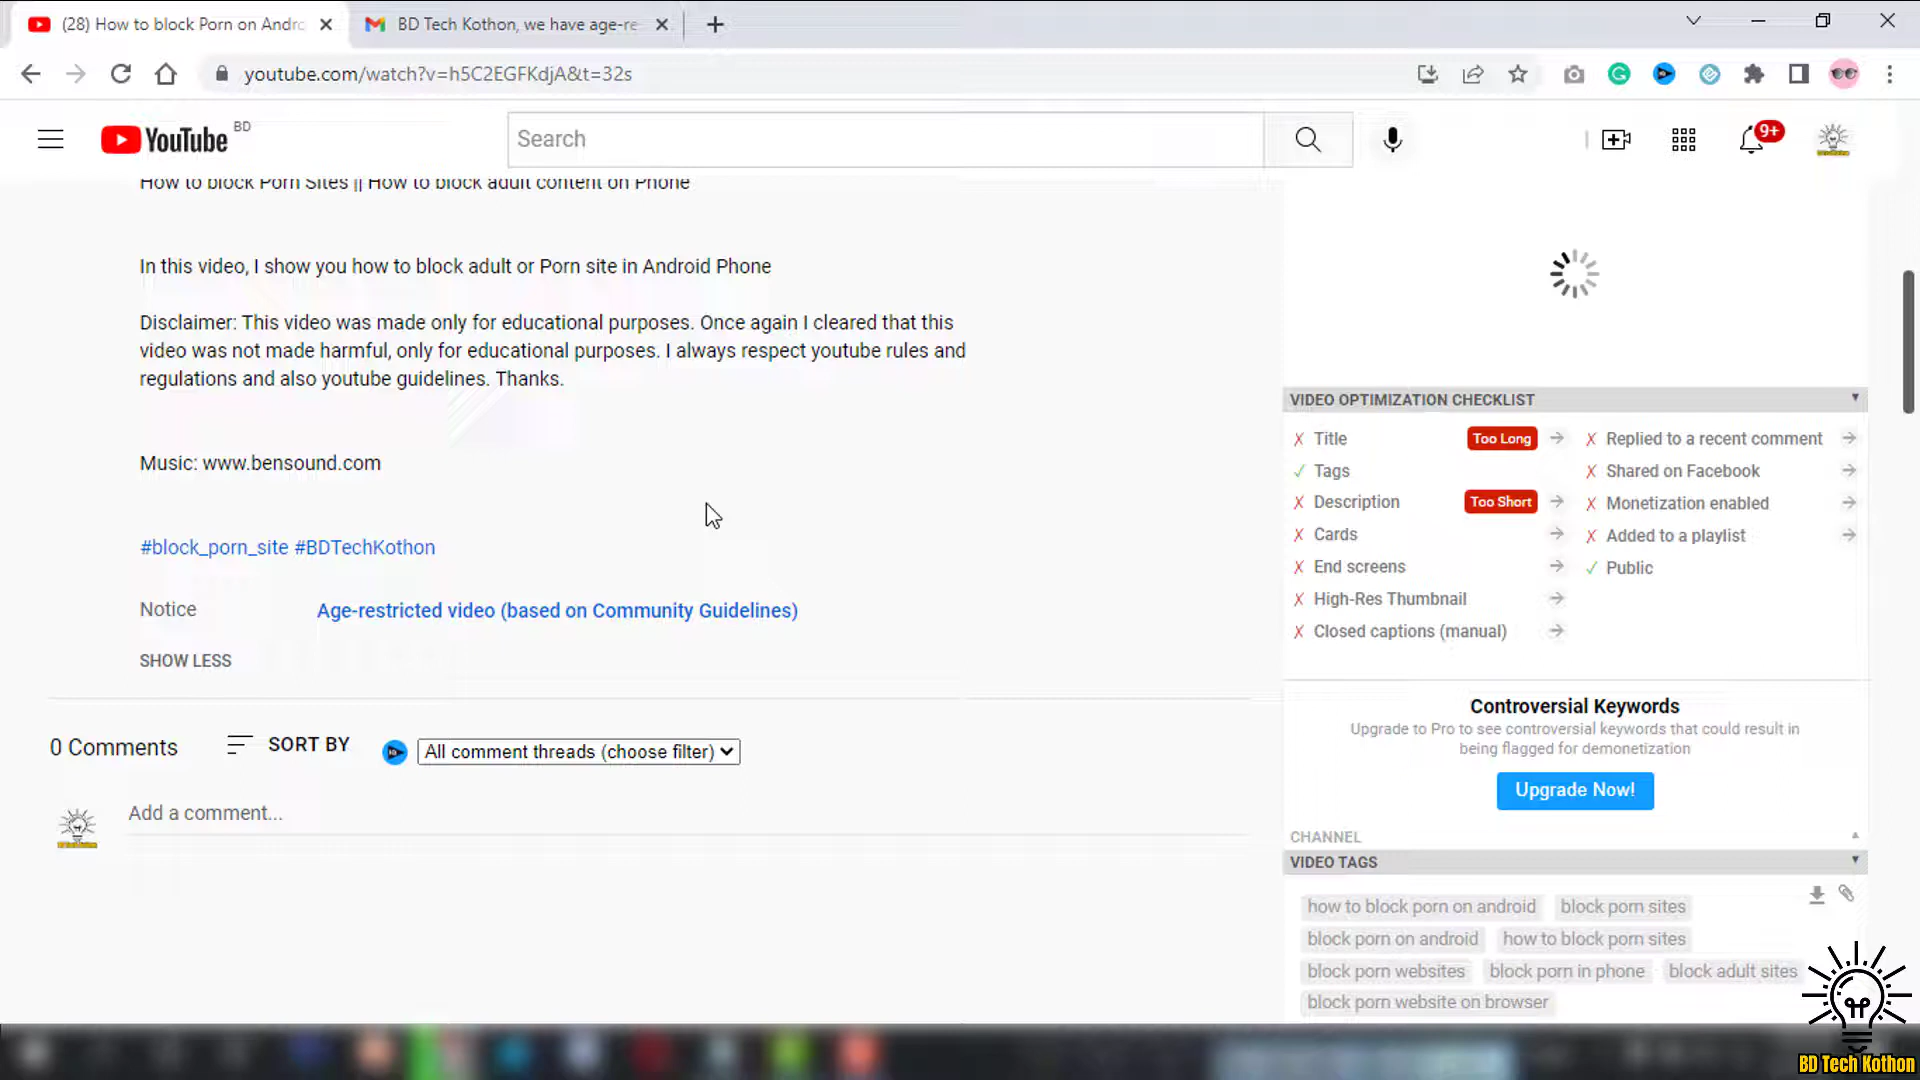 (28) How to block Porn on Andro
BD Tech Kothon, we have age-re
youtube.com/watch?v=h5C2EGFKdjA&t=32s
YouTube BD
Search
9+
How to block Porn Sites || How to block adult content on Phone
In this video, I show you how to block adult or Porn site in Android Phone
Disclaimer: This video was made only for educational purposes. Once again I cleared that this
video was not made harmful, only for educational purposes. I always respect youtube rules and
regulations and also youtube guidelines. Thanks.
Music: www.bensound.com
#block_porn_site #BDTechKothon
Notice Age-restricted video (based on Community Guidelines)
SHOW LESS
0 Comments SORT BY All comment threads (choose filter)
Add a comment...
VIDEO OPTIMIZATION CHECKLIST
Title Too Long
Tags
Description Too Short
Cards
End screens
High-Res Thumbnail
Closed captions (manual)
Replied to a recent comment
Shared on Facebook
Monetization enabled
Added to a playlist
Public
Controversial Keywords
Upgrade to Pro to see controversial keywords that could result in
being flagged for demonetization
Upgrade Now!
CHANNEL
VIDEO TAGS
how to block porn on android block porn sites
block porn on android how to block porn sites
block porn websites block porn in phone block adult sites
block porn website on browser
BD Tech Kothon